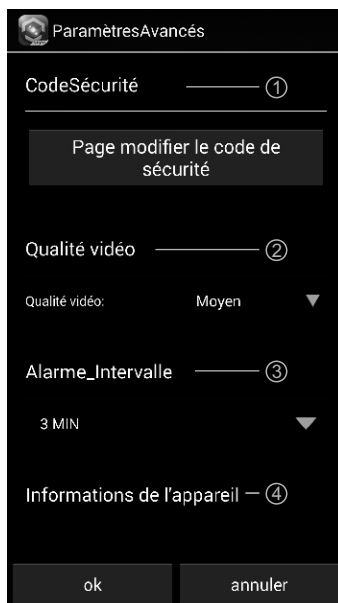 ParamètresAvancés
CodeSécurité ①
Page modifier le code de
sécurité
Qualité vidéo ②
Qualité vidéo: Moyen
Alarme_Intervalle ③
3 MIN
Informations de l'appareil ④
ok annuler